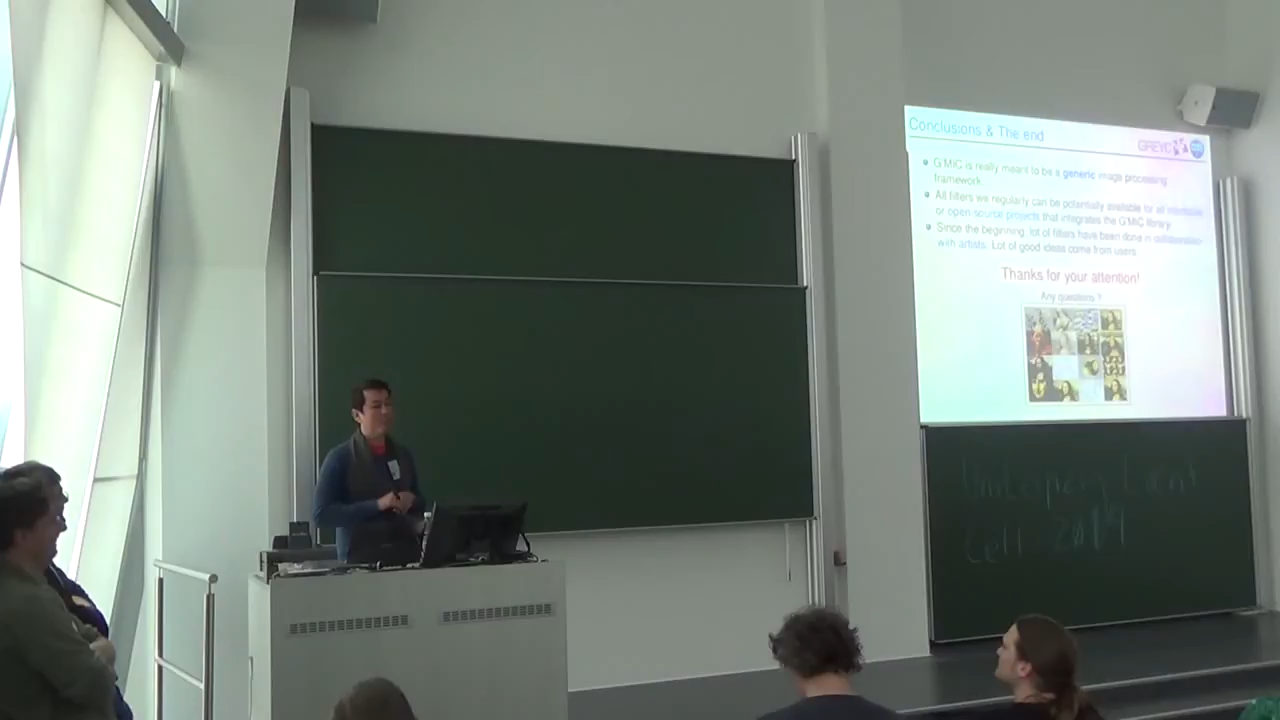 Conclusions & The end
GREYC
G'MIC is really meant to be a generic image processing
framework.
All filters we regularly can be potentially available for all
or open-source projects that integrates the G'MIC library.
Since the beginning, lot of filters have been done in collaboration
with artists. Lot of good ideas come from users.
Thanks for your attention!
Any questions ?